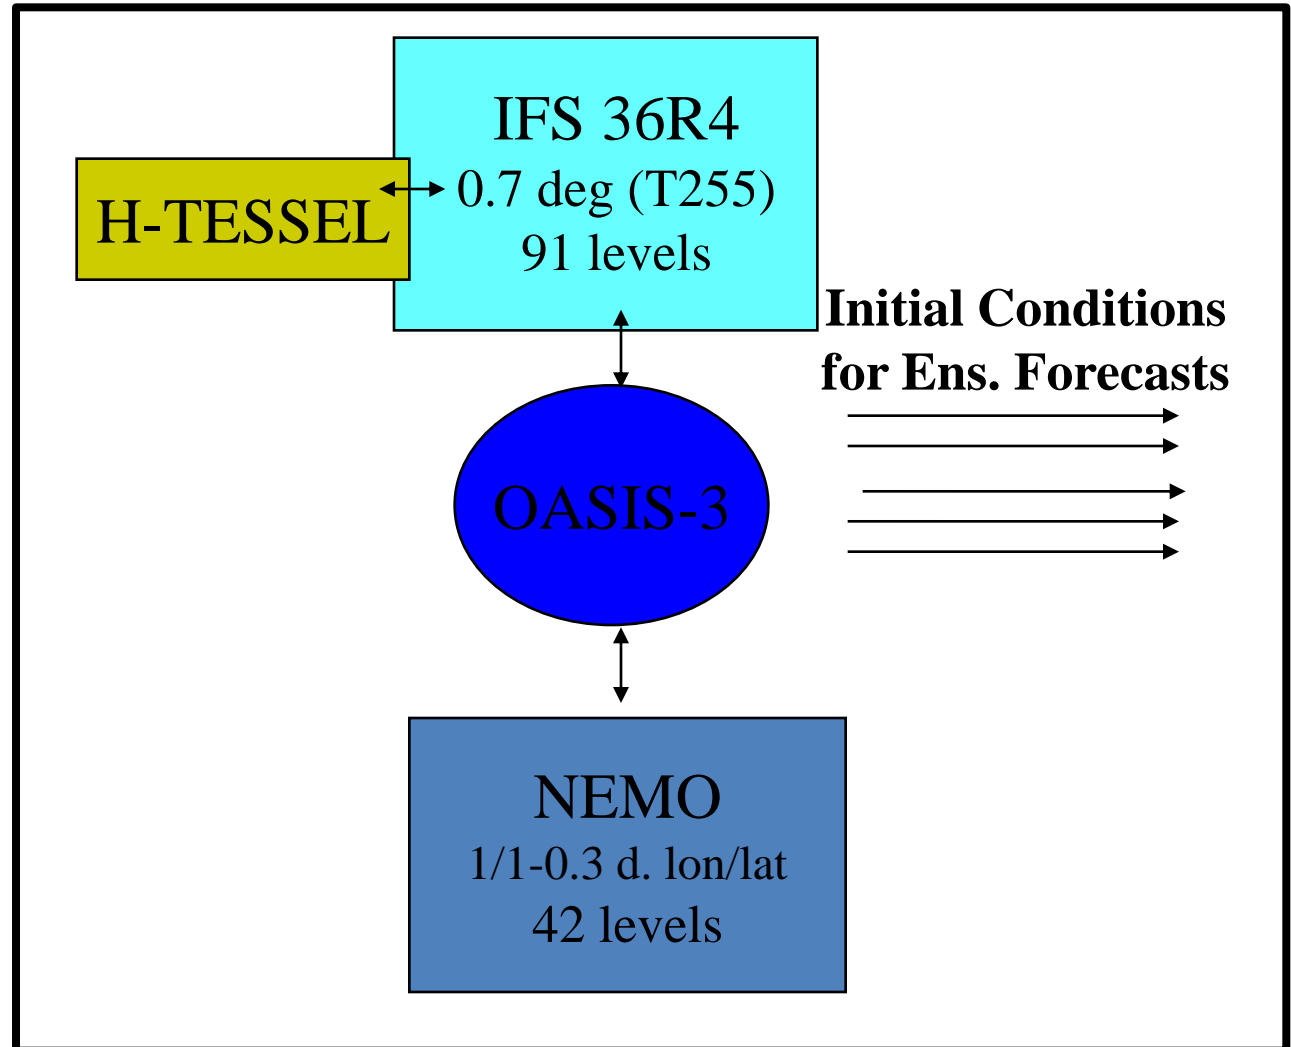 IFS 36R4
0.7 deg (T255)
91 levels
H-TESSEL
Initial Conditions
for Ens. Forecasts
OASIS-3
NEMO
1/1-0.3 d. lon/lat
42 levels